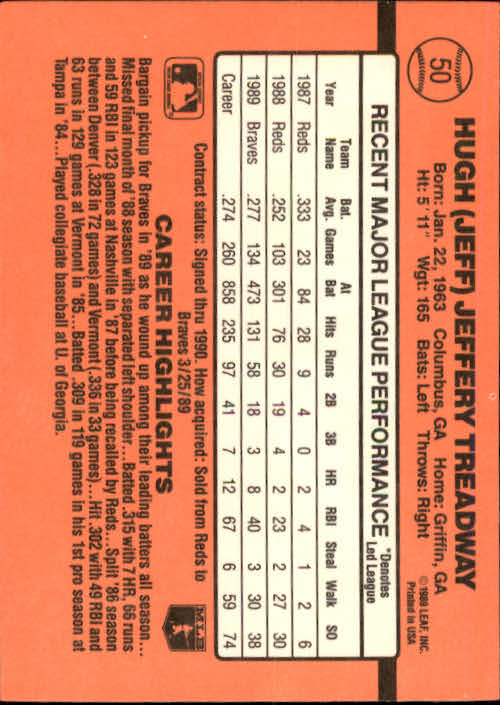 50
HUGH (JEFF) JEFFERY TREADWAY
Born: Jan. 22, 1963 Columbus, GA Home: Griffin, GA
Ht: 5' 11" Wgt: 165 Bats: Left Throws: Right
© 1989 LEAF, INC.
Printed in USA
RECENT MAJOR LEAGUE PERFORMANCE *Denotes Led League
Year Team Name Bat. Avg. Games At Bat Hits Runs 2B 3B HR RBI Steal Walk SO
1987 Reds .333 23 84 28 9 4 0 2 4 1 2 6
1988 Reds .252 103 301 76 30 19 4 2 23 2 27 30
1989 Braves .277 134 473 131 58 18 3 8 40 3 30 38
Career .274 260 858 235 97 41 7 12 67 6 59 74
Contract status: Signed thru 1990. How acquired: Sold from Reds to
Braves 3/25/89
CAREER HIGHLIGHTS
MLB
Bargain pickup for Braves in '89 as he wound up among their leading batters all season...
Missed final month of '88 season with separated left shoulder...Batted .315 with 7 HR, 66 runs
and 59 RBI in 123 games at Nashville in '87 before being recalled by Reds...Split '86 season
between Denver (.328 in 72 games) and Vermont (.336 in 33 games)...Hit .302 with 49 RBI and
63 runs in 129 games at Vermont in '85...Batted .309 in 119 games in his 1st pro season at
Tampa in '84...Played collegiate baseball at U. of Georgia.